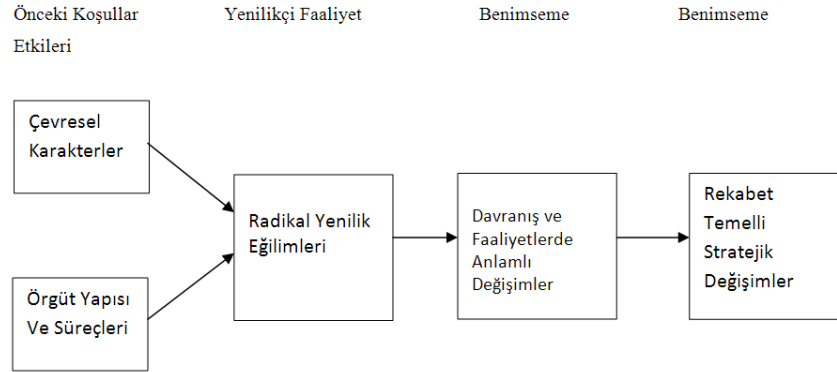 Önceki Koşullar
Etkileri
Yenilikçi Faaliyet
Benimseme
Benimseme
Çevresel
Karakterler
Örgüt Yapısı
Ve Süreçleri
Radikal Yenilik
Eğilimleri
Davranış ve
Faaliyetlerde
Anlamlı
Değişimler
Rekabet
Temelli
Stratejik
Değişimler